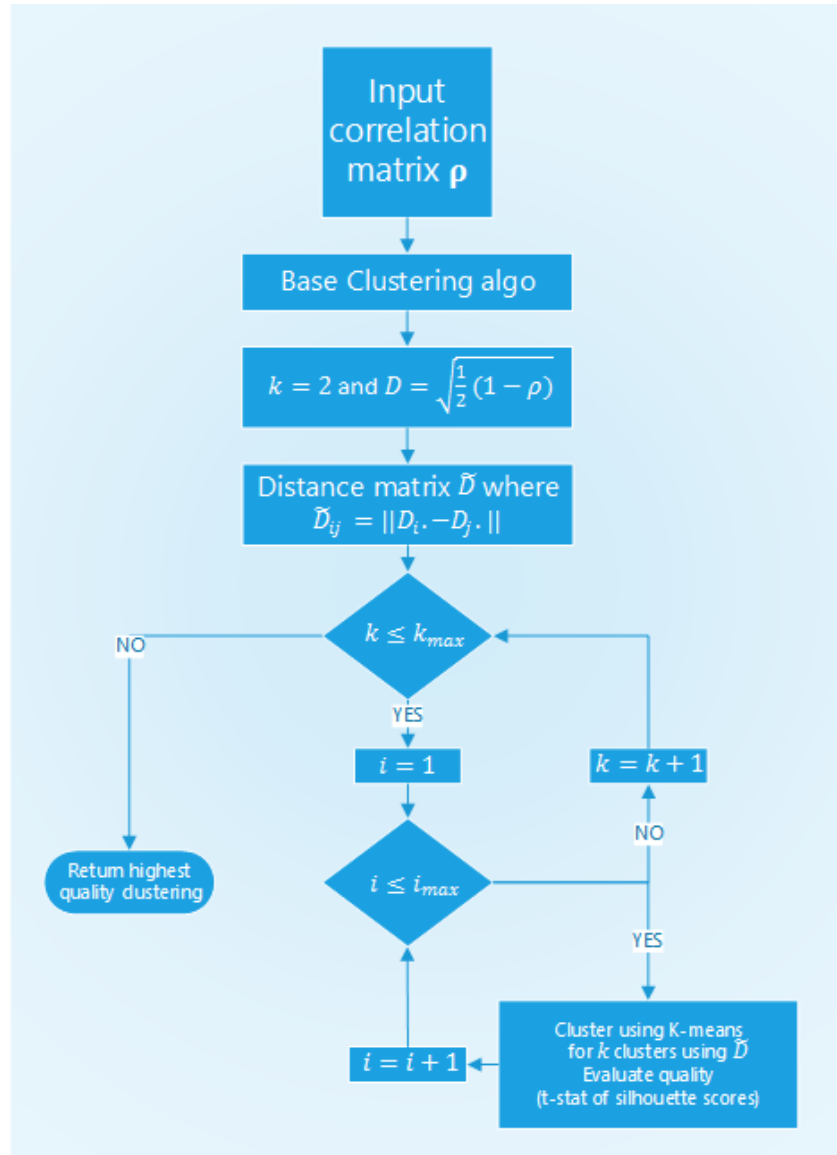 Input
correlation
matrix ρ
Base Clustering algo
k = 2 and D = √(1/2 (1 − ρ))
Distance matrix D̃ where
D̃ij = ||Di. −Dj. ||
k ≤ kmax
NO
YES
i = 1
k = k + 1
NO
Return highest
quality clustering
i ≤ imax
YES
Cluster using K-means
for k clusters using D̃
Evaluate quality
(t-stat of silhouette scores)
i = i + 1